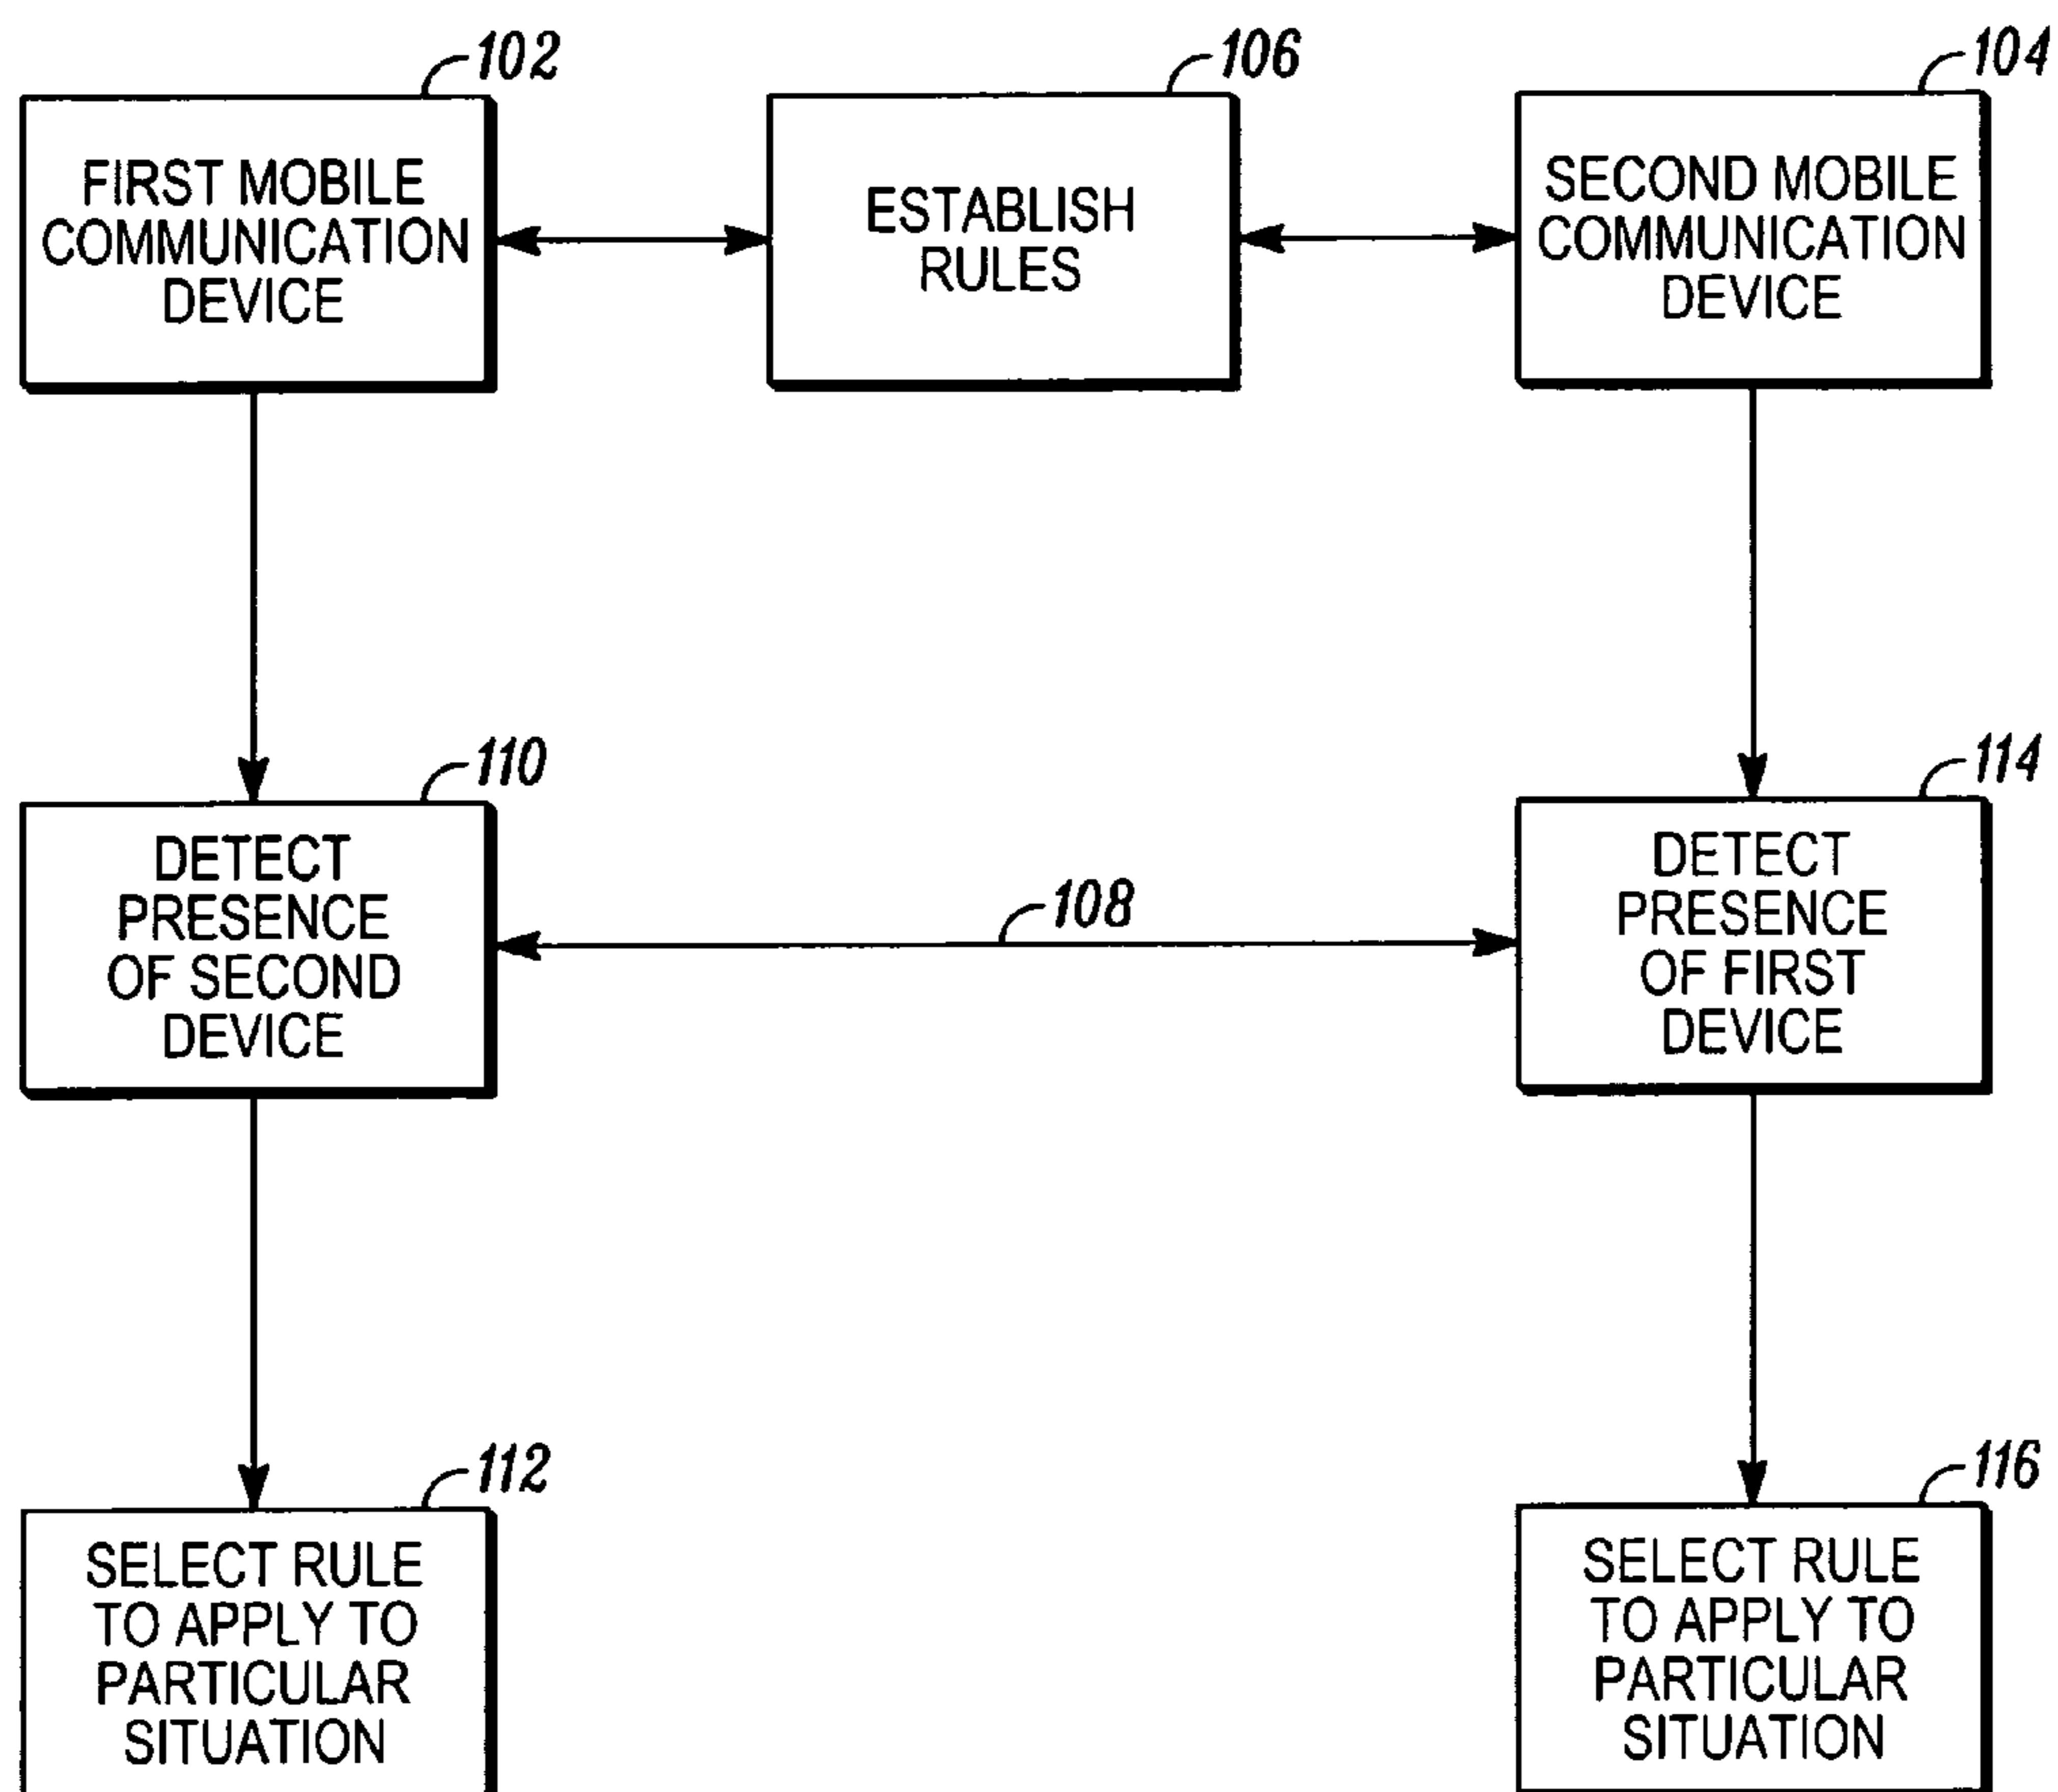 102
106
104
FIRST MOBILE
COMMUNICATION
DEVICE
ESTABLISH
RULES
SECOND MOBILE
COMMUNICATION
DEVICE
110
114
DETECT
PRESENCE
OF SECOND
DEVICE
108
DETECT
PRESENCE
OF FIRST
DEVICE
112
116
SELECT RULE
TO APPLY TO
PARTICULAR
SITUATION
SELECT RULE
TO APPLY TO
PARTICULAR
SITUATION